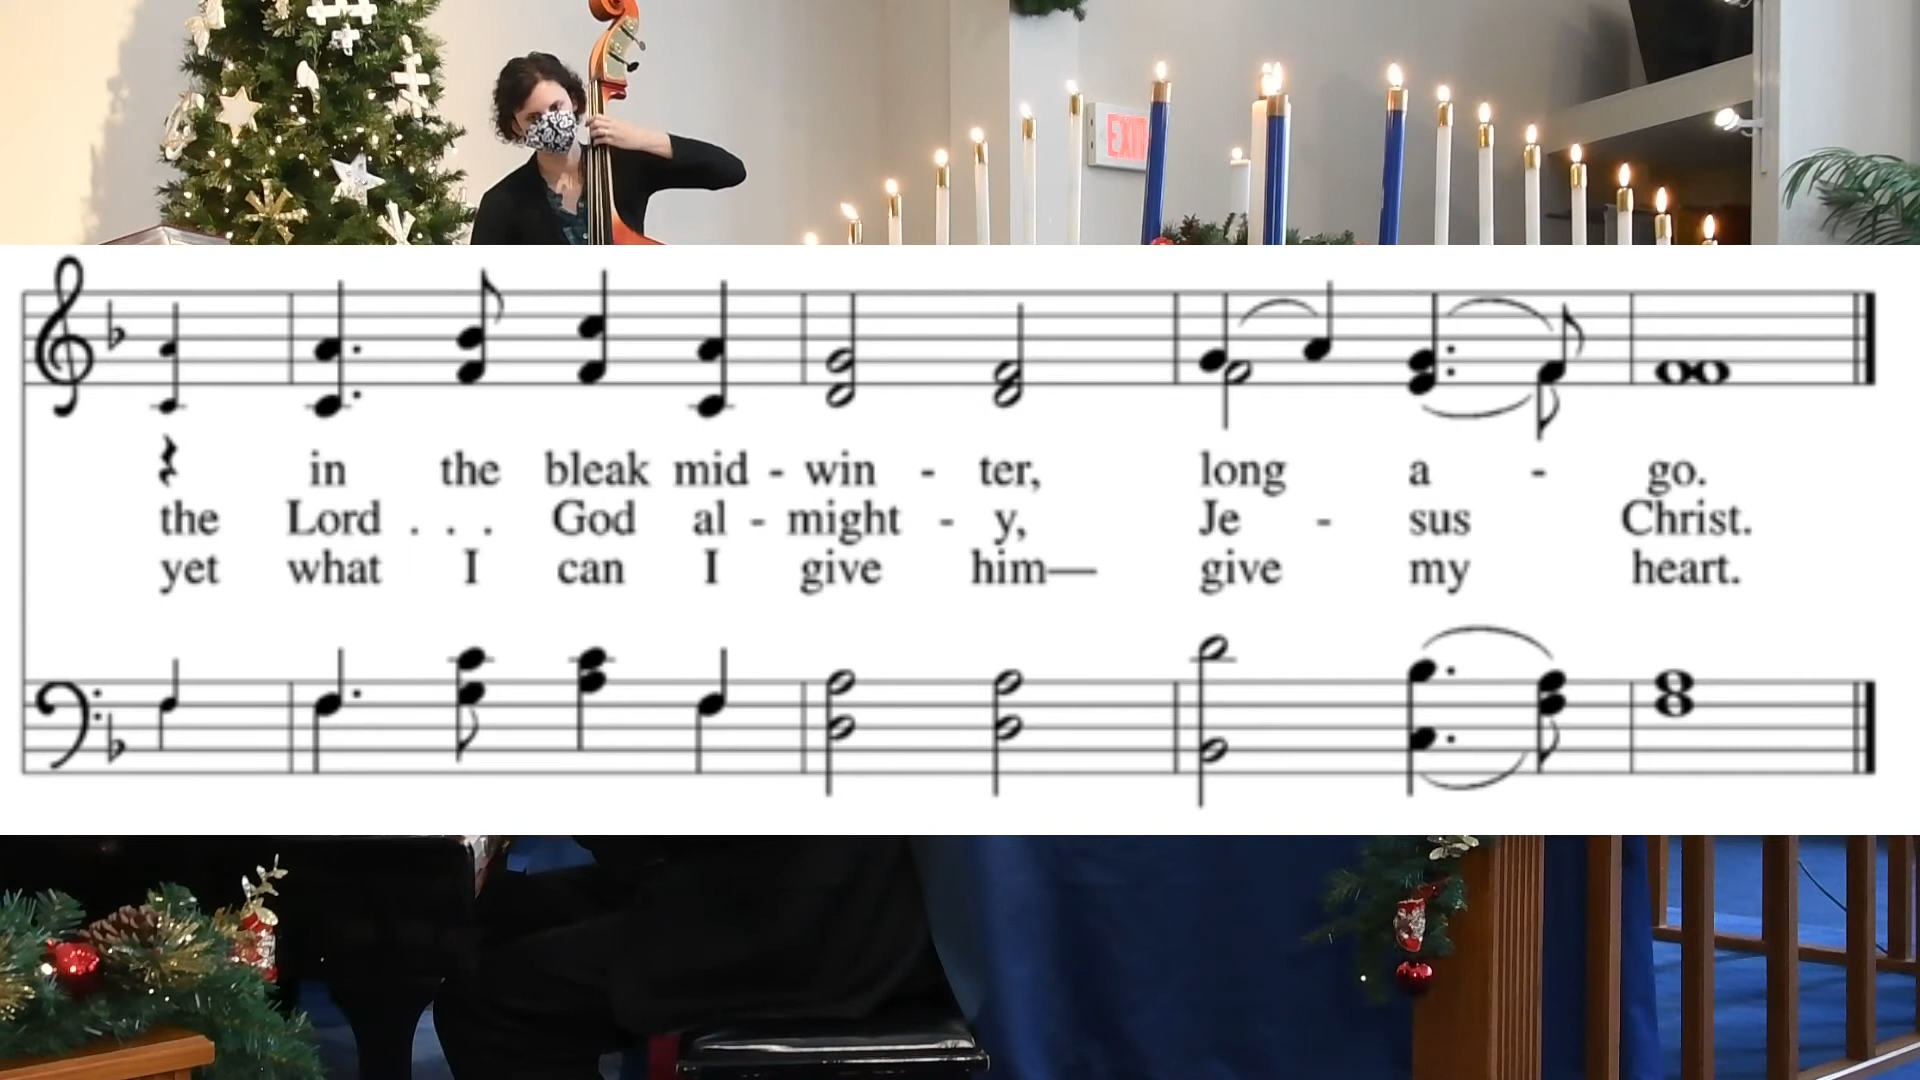 EXIT
in the bleak mid - win - ter, long a - go.
the Lord . . . God al - might - y, Je - sus Christ.
yet what I can I give him— give my heart.